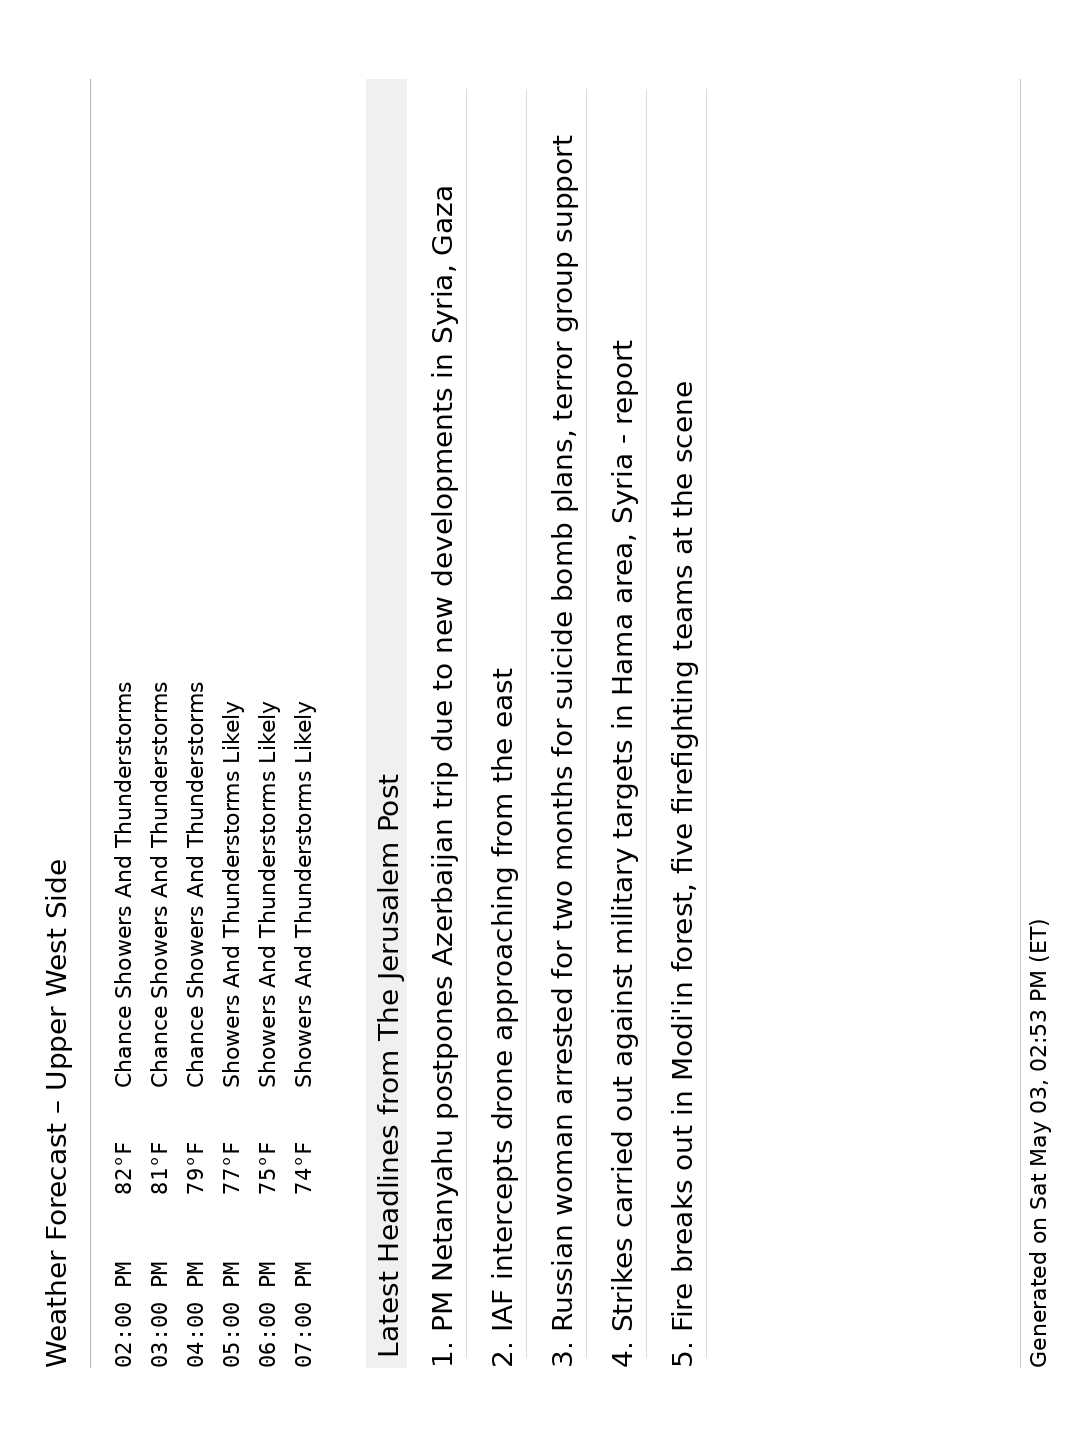 Weather Forecast – Upper West Side
02:00 PM 82°F Chance Showers And Thunderstorms
03:00 PM 81°F Chance Showers And Thunderstorms
04:00 PM 79°F Chance Showers And Thunderstorms
05:00 PM 77°F Showers And Thunderstorms Likely
06:00 PM 75°F Showers And Thunderstorms Likely
07:00 PM 74°F Showers And Thunderstorms Likely
Latest Headlines from The Jerusalem Post
1. PM Netanyahu postpones Azerbaijan trip due to new developments in Syria, Gaza
2. IAF intercepts drone approaching from the east
3. Russian woman arrested for two months for suicide bomb plans, terror group support
4. Strikes carried out against military targets in Hama area, Syria - report
5. Fire breaks out in Modi'in forest, five firefighting teams at the scene
Generated on Sat May 03, 02:53 PM (ET)